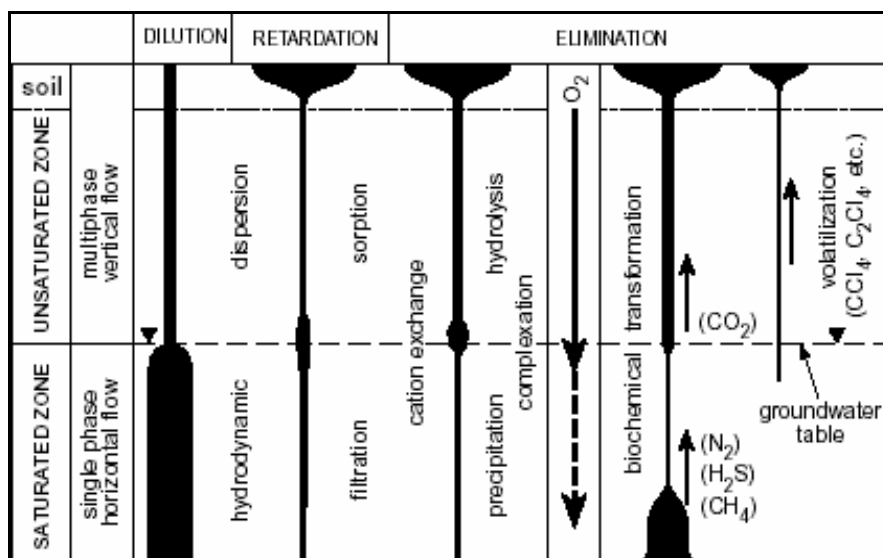 DILUTION
RETARDATION
ELIMINATION
soil
UNSATURATED ZONE
multiphase
vertical flow
SATURATED ZONE
single phase
horizontal flow
hydrodynamic dispersion
sorption
filtration
cation exchange
hydrolysis
complexation
precipitation
O2
biochemical transformation
(CO2)
(N2)
(H2S)
(CH4)
volatilization
(CCl4, C2Cl4, etc.)
groundwater
table